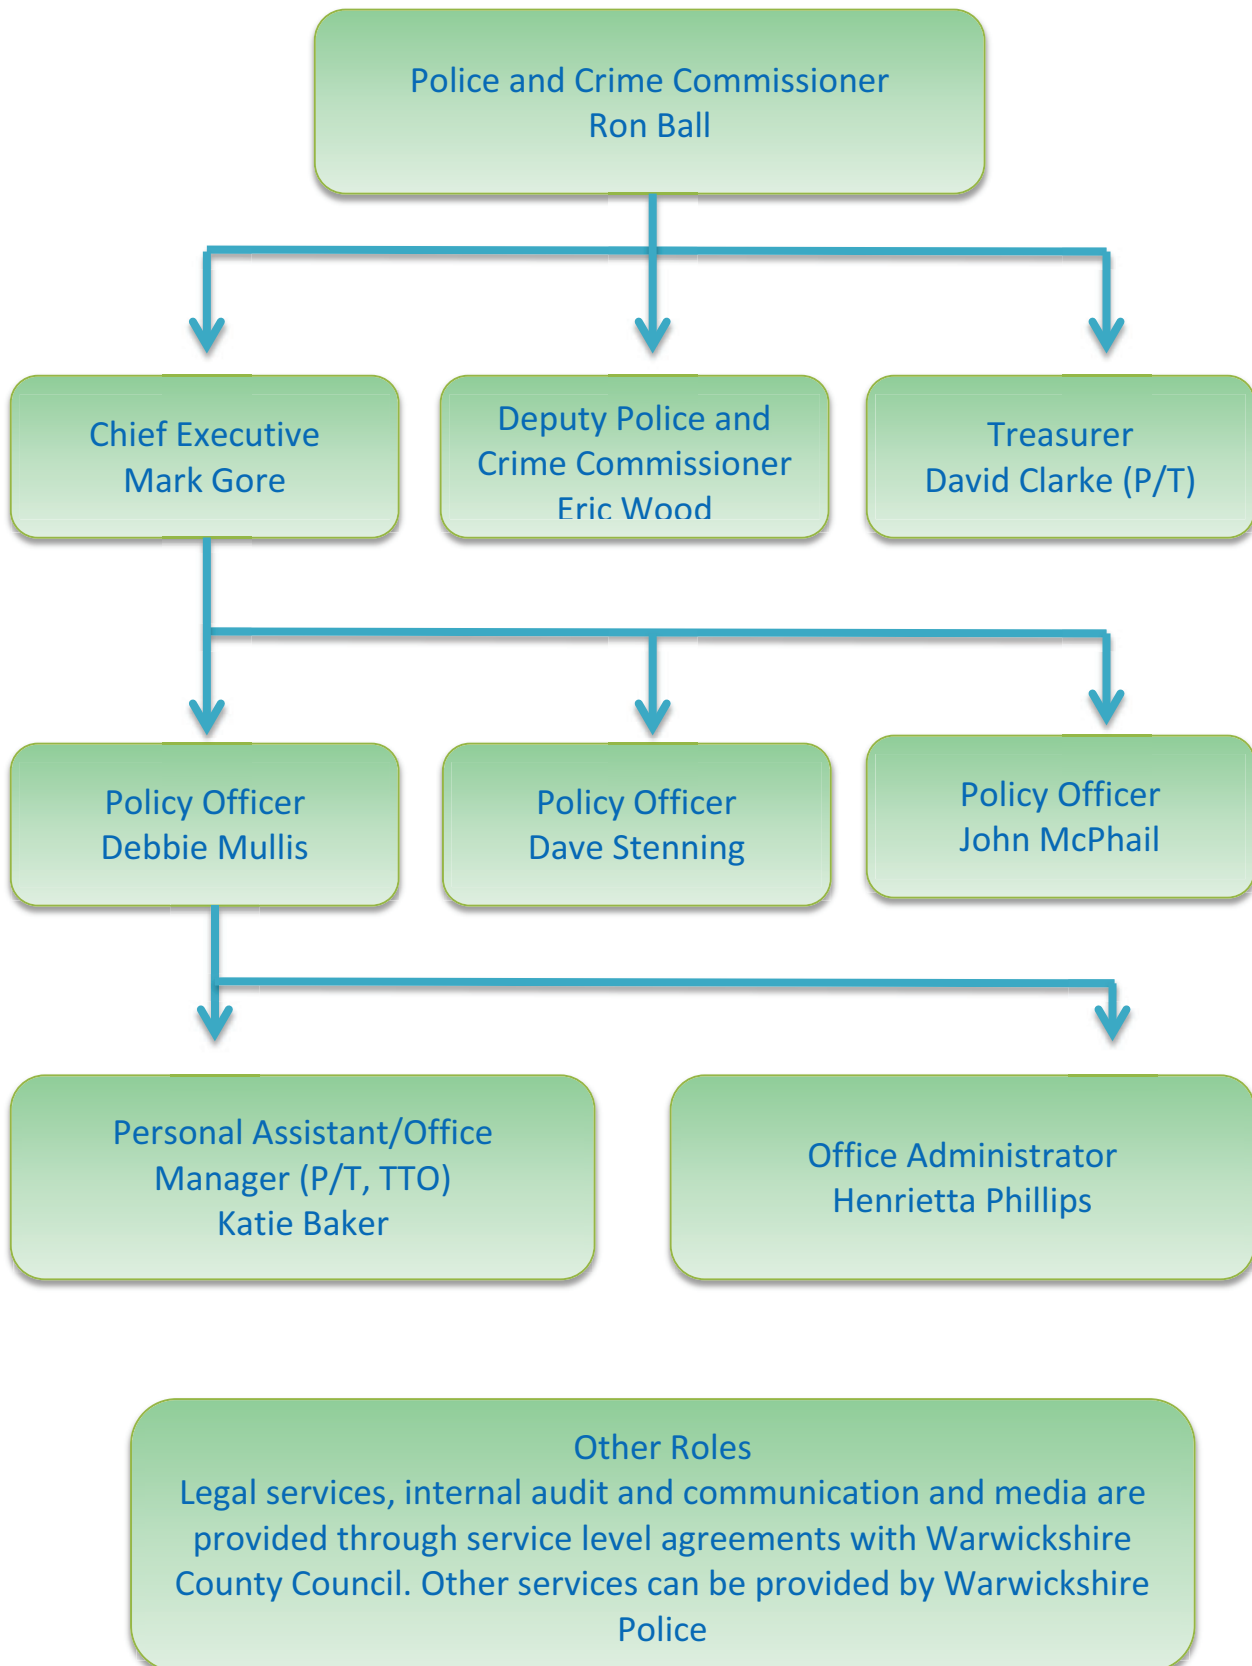 Police and Crime Commissioner
Ron Ball
Chief Executive
Mark Gore
Deputy Police and
Crime Commissioner
Eric Wood
Treasurer
David Clarke (P/T)
Policy Officer
Debbie Mullis
Policy Officer
Dave Stenning
Policy Officer
John McPhail
Personal Assistant/Office
Manager (P/T, TTO)
Katie Baker
Office Administrator
Henrietta Phillips
Other Roles
Legal services, internal audit and communication and media are
provided through service level agreements with Warwickshire
County Council. Other services can be provided by Warwickshire
Police